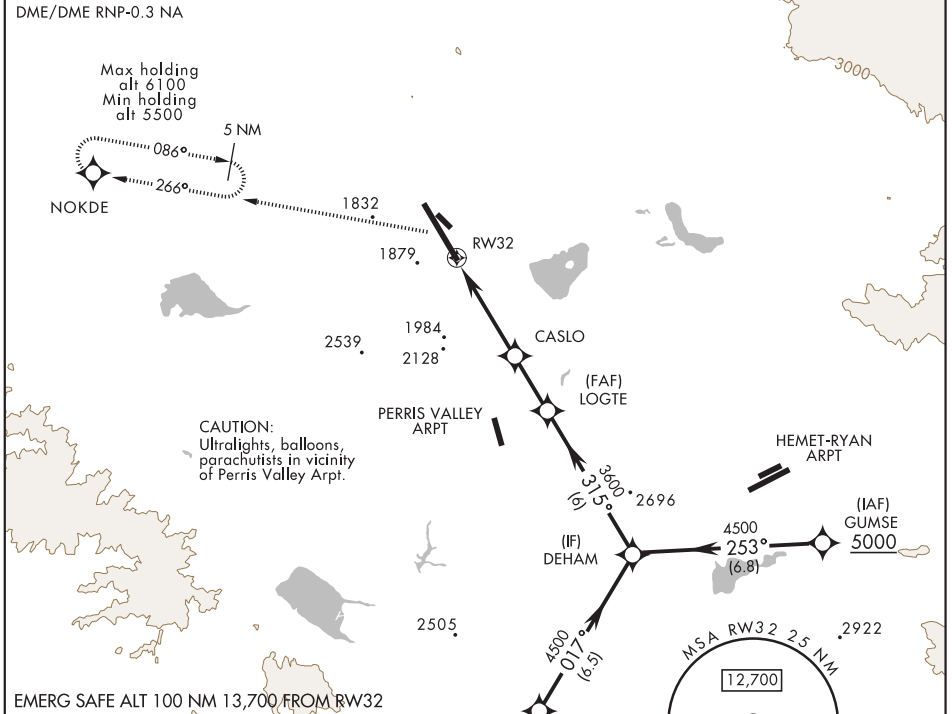 DME/DME RNP-0.3 NA
3000
Max holding
alt 6100
Min holding
alt 5500
5 NM
086°
266°
NOKDE
1832
RW32
1879
1984
2539
2128
CASLO
(FAF)
LOGTE
PERRIS VALLEY
ARPT
CAUTION:
Ultralights, balloons,
parachutists in vicinity
of Perris Valley Arpt.
HEMET-RYAN
ARPT
3600
315°
(6)
2696
(IAF)
GUMSE
5000
4500
253°
(6.8)
(IF)
DEHAM
2505
4500
017°
(6.5)
2922
MSA RW32 25 NM
12,700
EMERG SAFE ALT 100 NM 13,700 FROM RW32